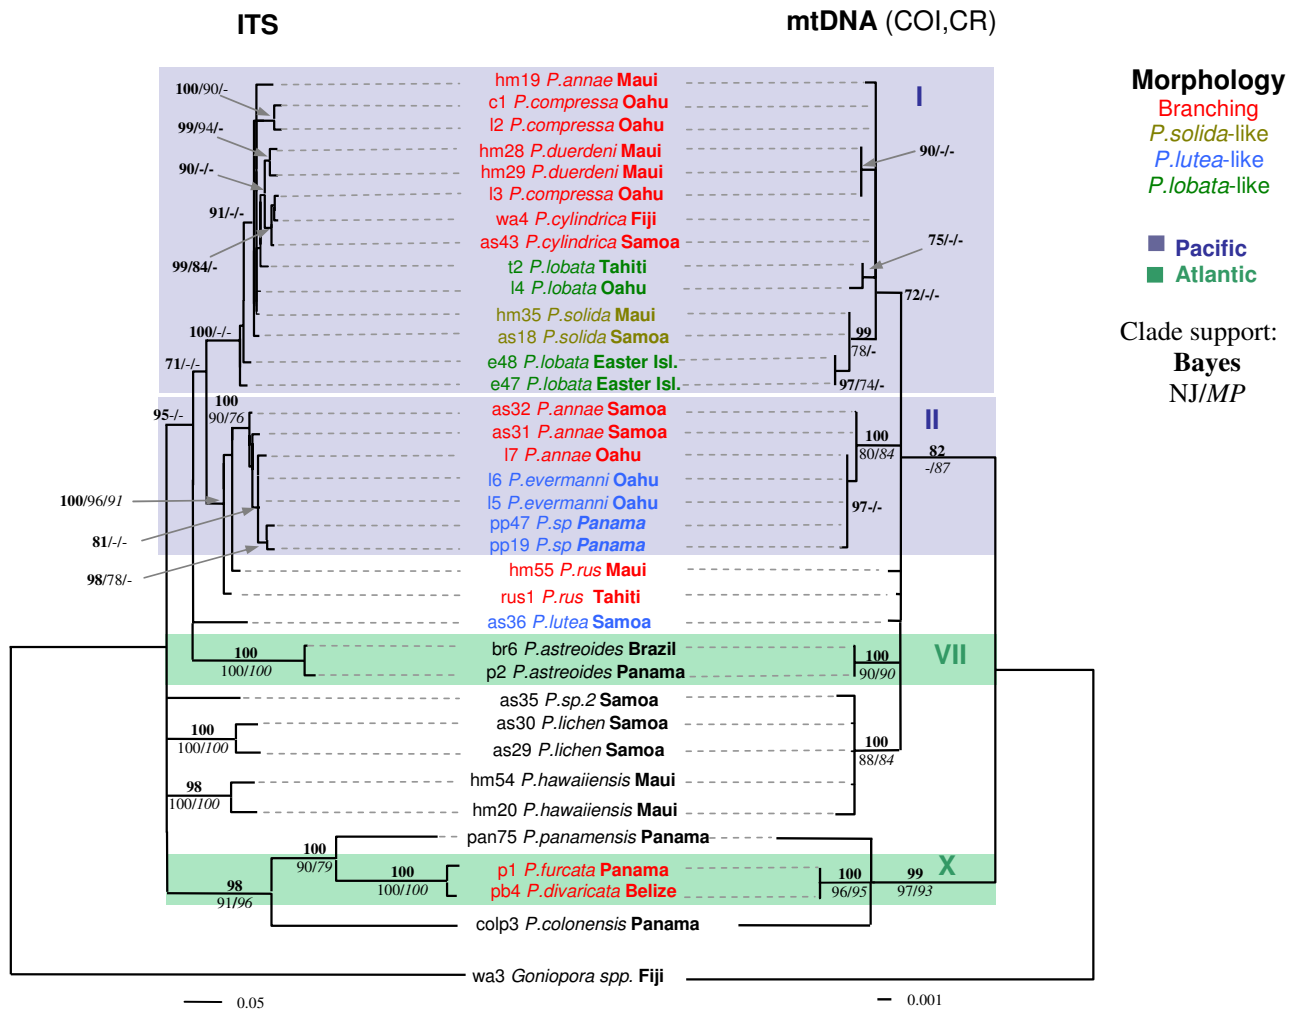 ITS
mtDNA (COI,CR)
Morphology
Branching
P.solida-like
P.lutea-like
P.lobata-like
Pacific
Atlantic
Clade support:
Bayes
NJ/MP
hm19 P.annae Maui
c1 P.compressa Oahu
l2 P.compressa Oahu
hm28 P.duerdeni Maui
hm29 P.duerdeni Maui
l3 P.compressa Oahu
wa4 P.cylindrica Fiji
as43 P.cylindrica Samoa
t2 P.lobata Tahiti
l4 P.lobata Oahu
hm35 P.solida Maui
as18 P.solida Samoa
e48 P.lobata Easter Isl.
e47 P.lobata Easter Isl.
as32 P.annae Samoa
as31 P.annae Samoa
l7 P.annae Oahu
l6 P.evermanni Oahu
l5 P.evermanni Oahu
pp47 P.sp Panama
pp19 P.sp Panama
hm55 P.rus Maui
rus1 P.rus Tahiti
as36 P.lutea Samoa
br6 P.astreoides Brazil
p2 P.astreoides Panama
as35 P.sp.2 Samoa
as30 P.lichen Samoa
as29 P.lichen Samoa
hm54 P.hawaiiensis Maui
hm20 P.hawaiiensis Maui
pan75 P.panamensis Panama
p1 P.furcata Panama
pb4 P.divaricata Belize
colp3 P.colonensis Panama
wa3 Goniopora spp. Fiji
100/90/-
99/94/-
90/-/-
91/-/-
99/84/-
100/-/-
71/-/-
95-/-
100
90/76
100/96/91
81/-/-
98/78/-
100
100/100
100
100/100
98
100/100
100
90/79
100
100/100
98
91/96
0.05
I
90/-/-
75/-/-
72/-/-
99
78/-
97/74/-
II
100
80/84
82
-/87
97-/-
VII
100
90/90
100
88/84
X
100
96/95
99
97/93
0.001